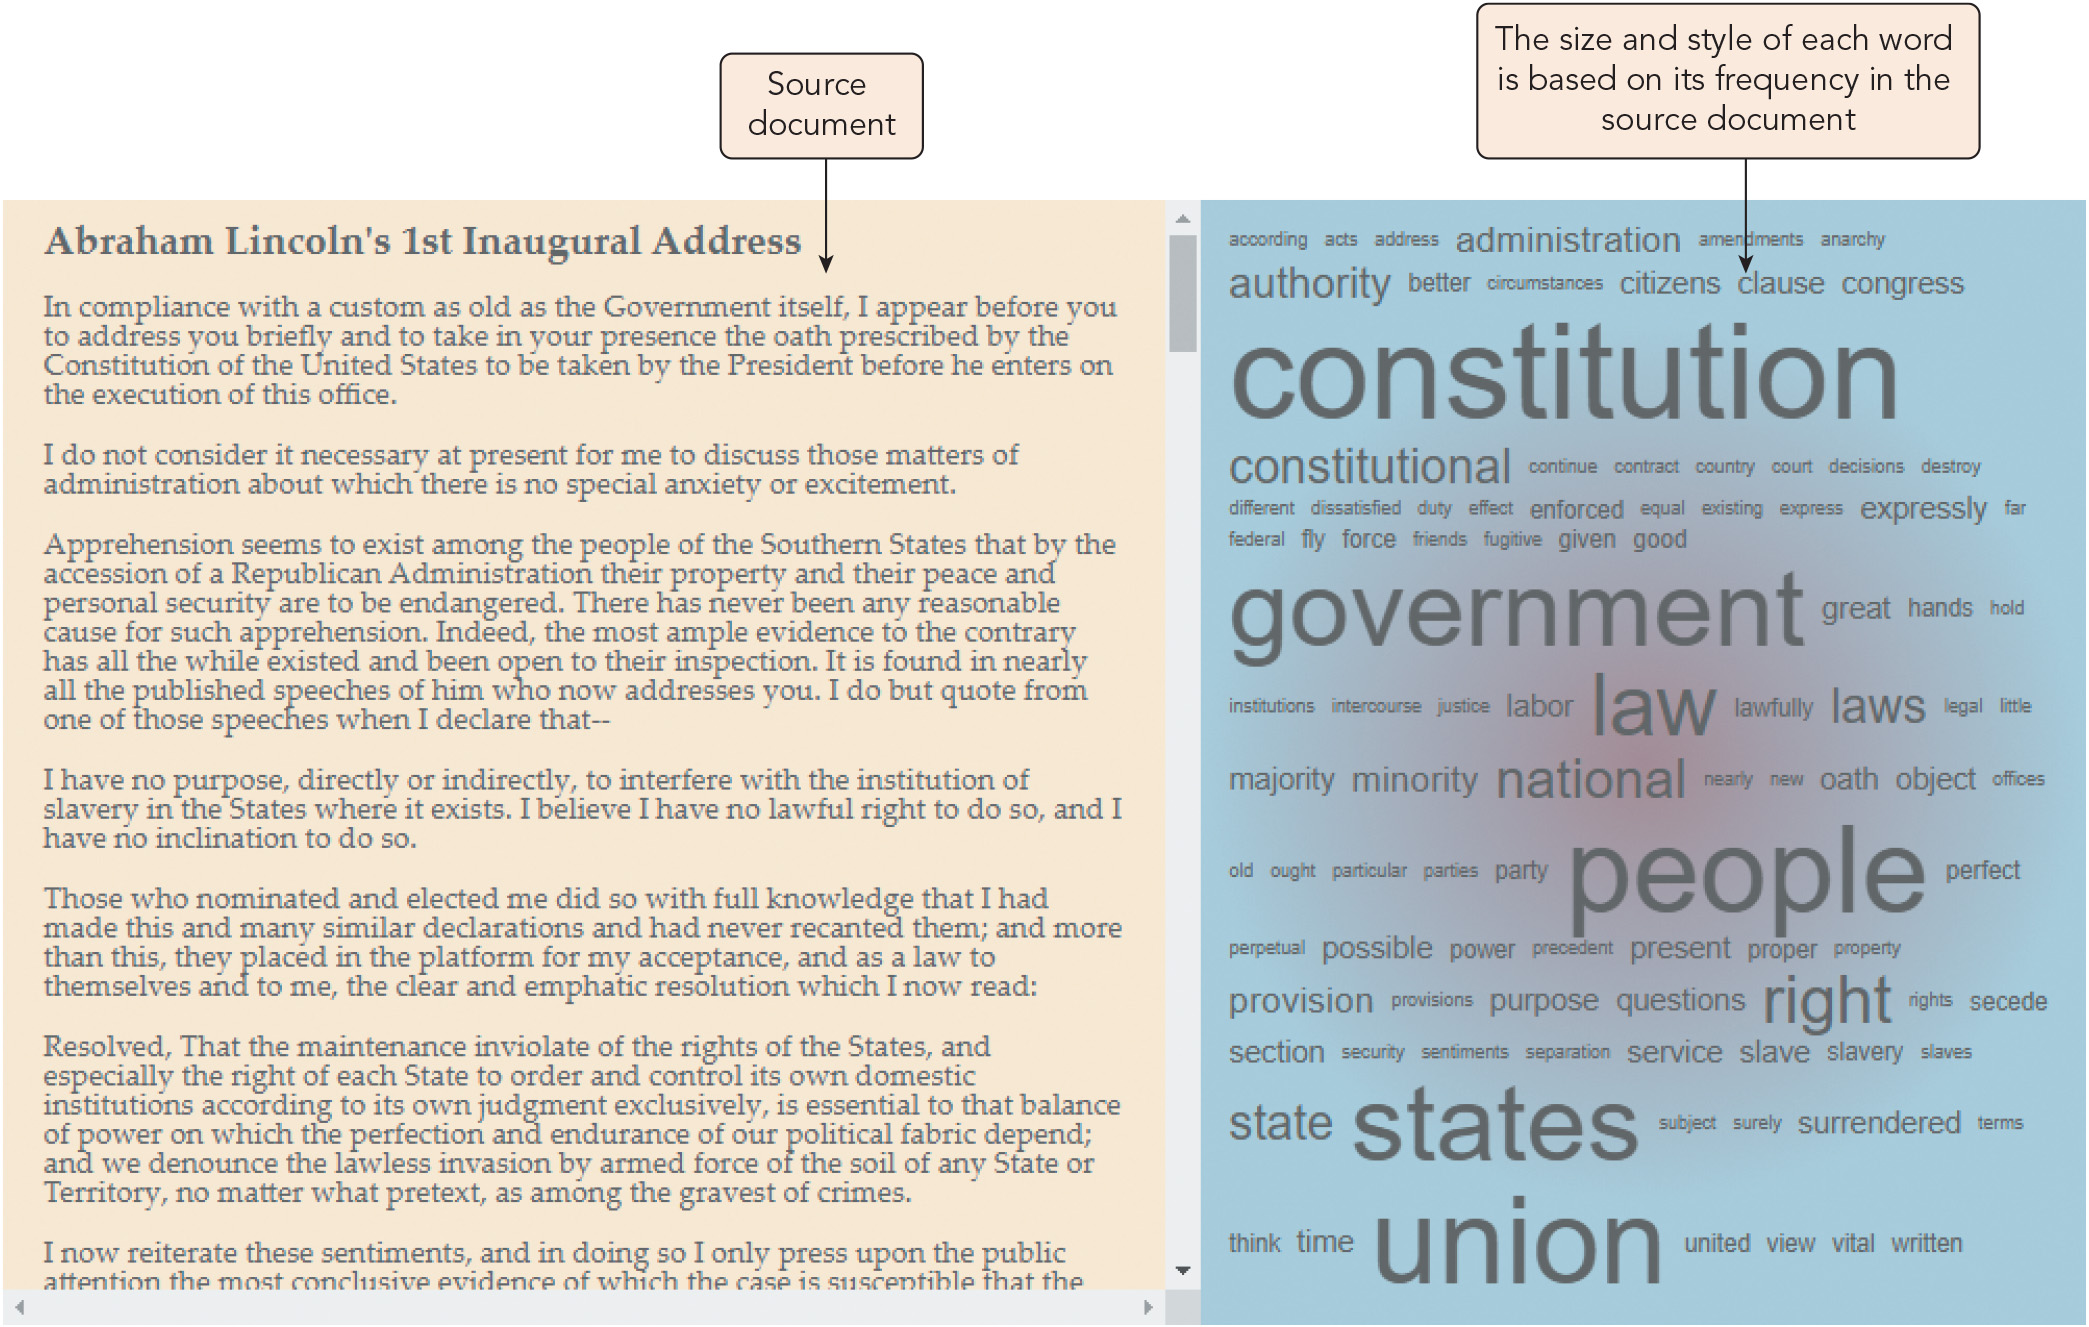 Source
document
The size and style of each word
is based on its frequency in the
source document
Abraham Lincoln's 1st Inaugural Address
In compliance with a custom as old as the Government itself, I appear before you
to address you briefly and to take in your presence the oath prescribed by the
Constitution of the United States to be taken by the President before he enters on
the execution of this office.
I do not consider it necessary at present for me to discuss those matters of
administration about which there is no special anxiety or excitement.
Apprehension seems to exist among the people of the Southern States that by the
accession of a Republican Administration their property and their peace and
personal security are to be endangered. There has never been any reasonable
cause for such apprehension. Indeed, the most ample evidence to the contrary
has all the while existed and been open to their inspection. It is found in nearly
all the published speeches of him who now addresses you. I do but quote from
one of those speeches when I declare that--
I have no purpose, directly or indirectly, to interfere with the institution of
slavery in the States where it exists. I believe I have no lawful right to do so, and I
have no inclination to do so.
Those who nominated and elected me did so with full knowledge that I had
made this and many similar declarations and had never recanted them; and more
than this, they placed in the platform for my acceptance, and as a law to
themselves and to me, the clear and emphatic resolution which I now read:
Resolved, That the maintenance inviolate of the rights of the States, and
especially the right of each State to order and control its own domestic
institutions according to its own judgment exclusively, is essential to that balance
of power on which the perfection and endurance of our political fabric depend;
and we denounce the lawless invasion by armed force of the soil of any State or
Territory, no matter what pretext, as among the gravest of crimes.
I now reiterate these sentiments, and in doing so I only press upon the public
attention the most conclusive evidence of which the case is susceptible that the
according acts address administration amendments anarchy
authority better circumstances citizens clause congress
constitution
constitutional continue contract country court decisions destroy
different dissatisfied duty effect enforced equal existing express expressly far
federal fly force friends fugitive given good
government great hands hold
institutions intercourse justice labor law lawfully laws legal little
majority minority national nearly new oath object offices
old ought particular parties party people perfect
perpetual possible power precedent present proper property
provision provisions purpose questions right rights secede
section security sentiments separation service slave slavery slaves
state states subject surely surrendered terms
think time union united view vital written